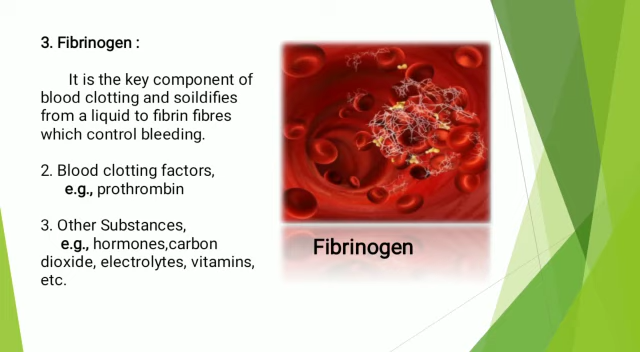 3. Fibrinogen :
It is the key component of
blood clotting and soildifies
from a liquid to fibrin fibres
which control bleeding.
2. Blood clotting factors,
e.g., prothrombin
3. Other Substances,
e.g., hormones,carbon
dioxide, electrolytes, vitamins,
etc.
Fibrinogen